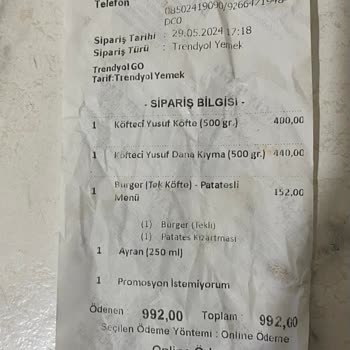 Telefon
Sipariş Tarihi : 29.05.2024 17:18
Sipariş Türü : Trendyol Yemek
Trendyol GO
Tarif:Trendyol Yemek
- SİPARİŞ BİLGİSİ -
1 Köfteci Yusuf Köfte (500 gr.) 400,00
1 Köfteci Yusuf Dana Kıyma (500 gr.) 440,00
1 Burger (Tek Köfte) - Patatesli Menü 152,00
(1) Burger (Tekli)
(1) Patates Kızartması
1 Ayran (250 ml)
1 Promosyon İstemiyorum
Ödenen 992,00 Toplam : 992,00
Seçilen Ödeme Yöntemi : Online Ödeme